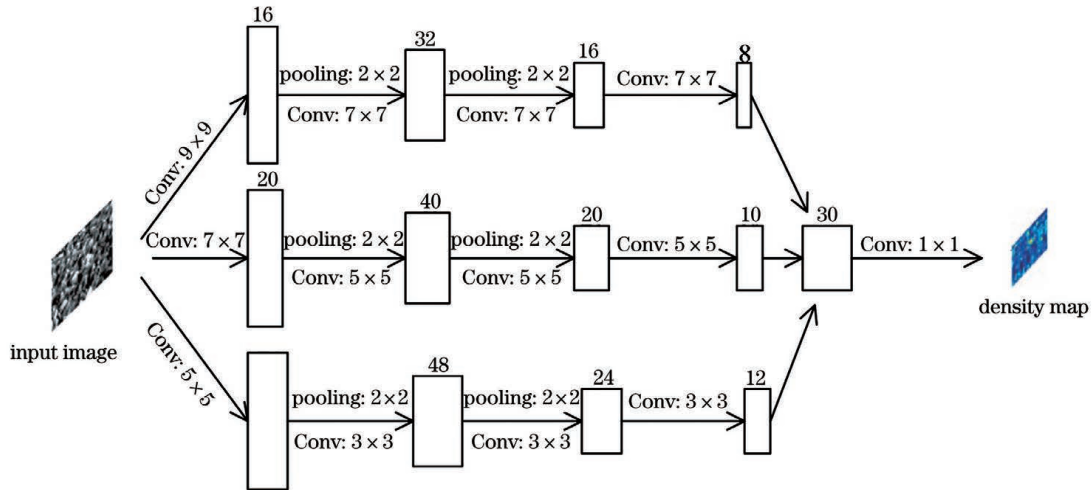 16
32
16
8
pooling: 2 × 2
pooling: 2 × 2
Conv: 7 × 7
Conv: 7 × 7
Conv: 7 × 7
Conv: 9 × 9
20
40
20
10
30
Conv: 7 × 7
pooling: 2 × 2
pooling: 2 × 2
Conv: 5 × 5
Conv: 1 × 1
Conv: 5 × 5
Conv: 5 × 5
density map
input image
Conv: 5 × 5
48
24
12
pooling: 2 × 2
pooling: 2 × 2
Conv: 3 × 3
Conv: 3 × 3
Conv: 3 × 3